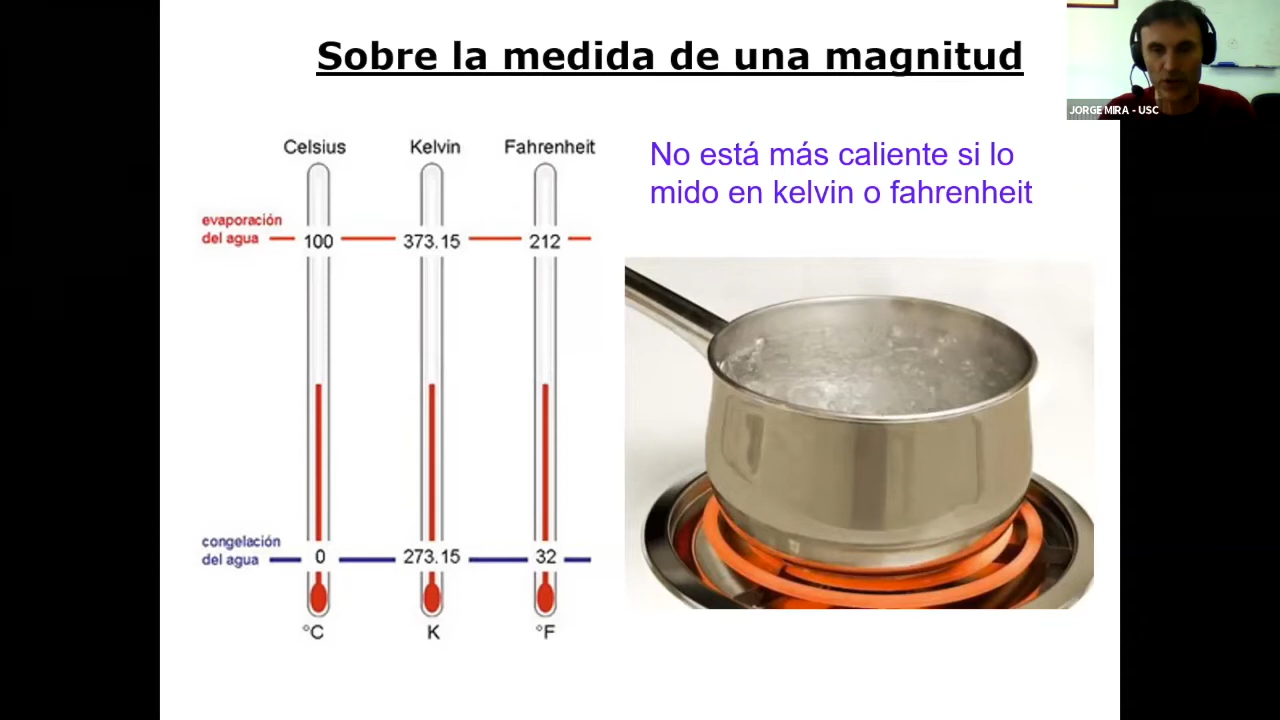 Sobre la medida de una magnitud
JORGE MIRA - USC
Celsius Kelvin Fahrenheit
No está más caliente si lo
mido en kelvin o fahrenheit
evaporación
del agua 100 373.15 212
congelación
del agua 0 273.15 32
°C K °F